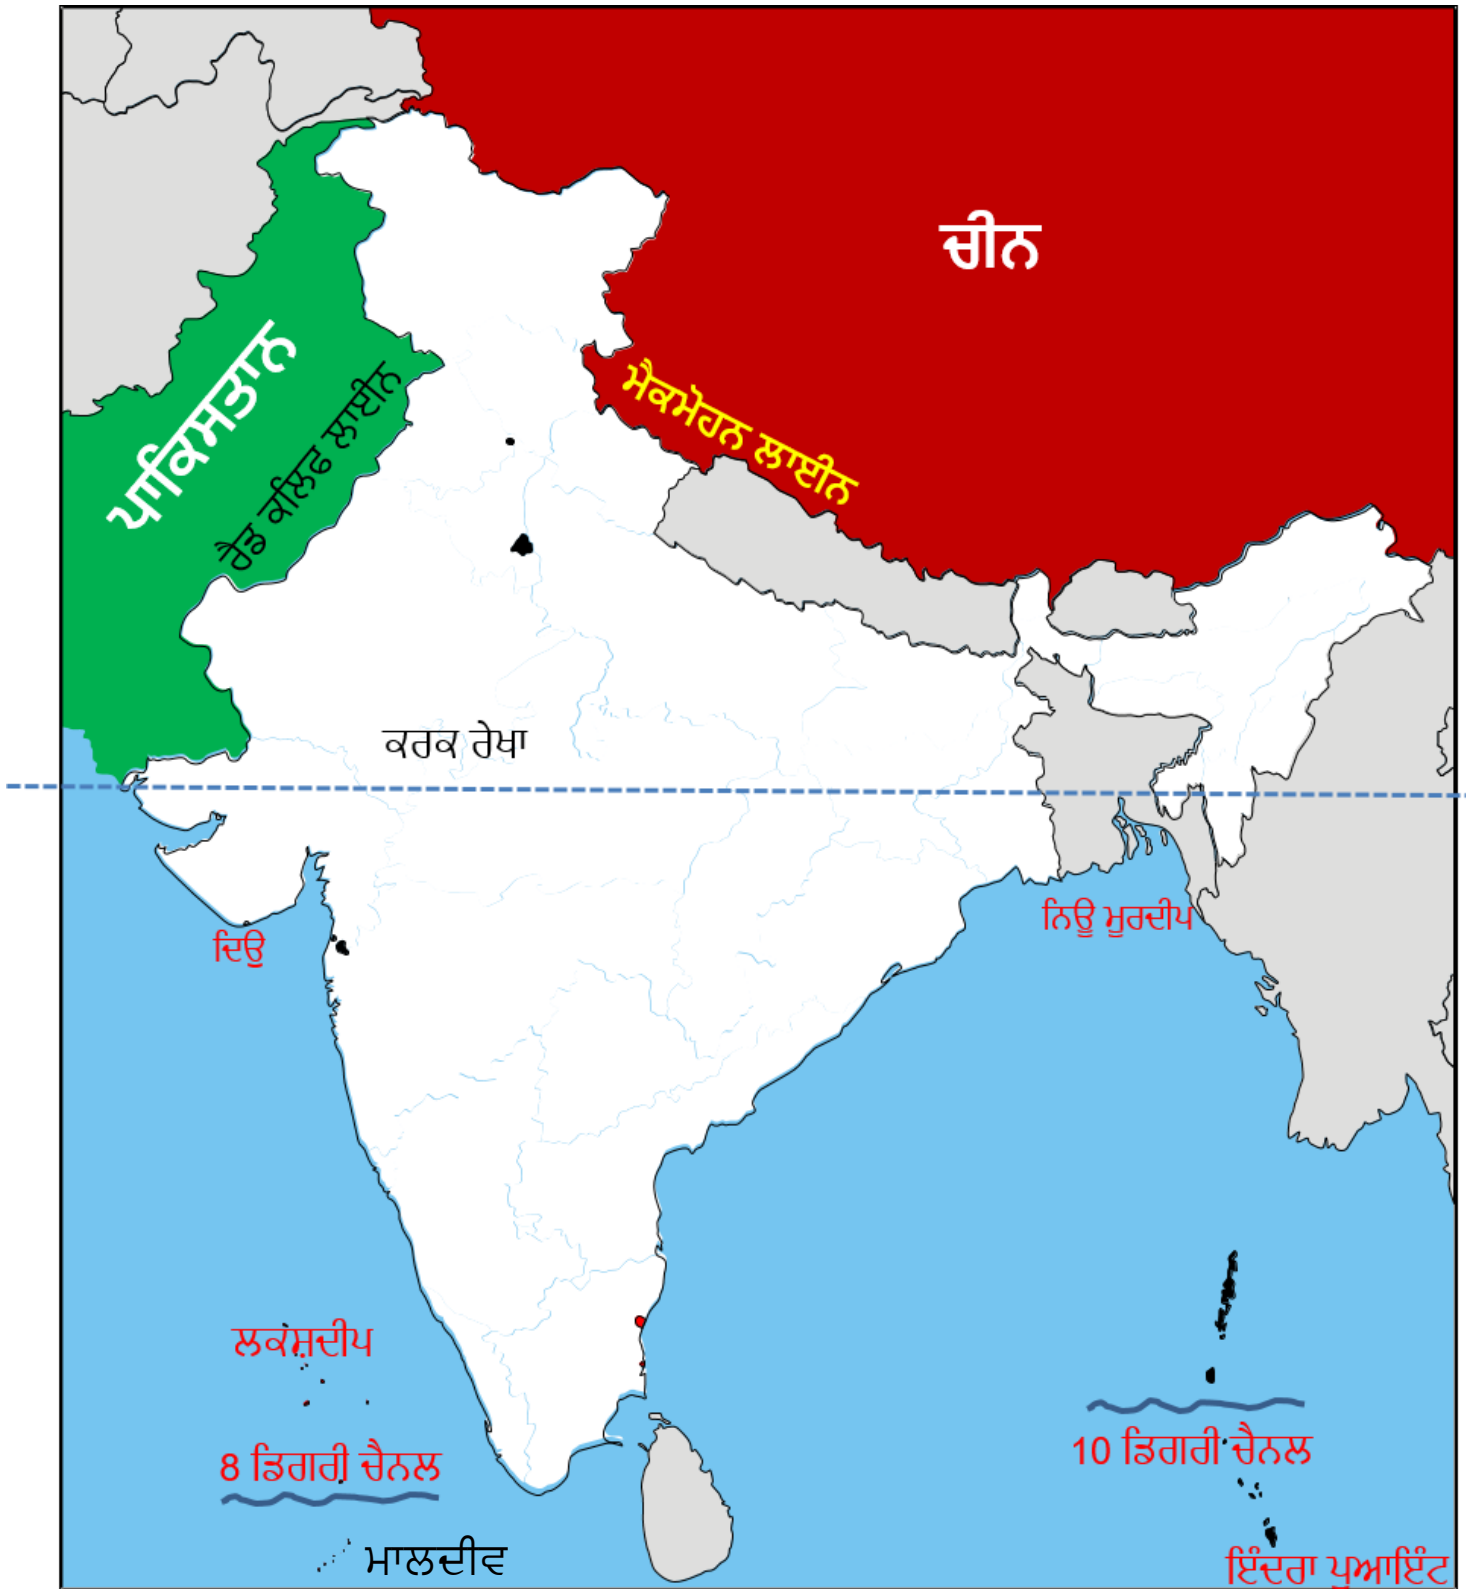 ਚੀਨ
ਪਾਕਿਸਤਾਨ
ਰੈਡ ਕਲਿਫ ਲਾਈਨ
ਮੈਕਮੋਹਨ ਲਾਈਨ
ਕਰਕ ਰੇਖਾ
ਦਿਉ
ਨਿਊ ਮੂਰਦੀਪ
ਲਕਸ਼ਦੀਪ
8 ਡਿਗਰੀ ਚੈਨਲ
10 ਡਿਗਰੀ ਚੈਨਲ
ਮਾਲਦੀਵ
ਇੰਦਰਾ ਪੁਆਇੰਟ